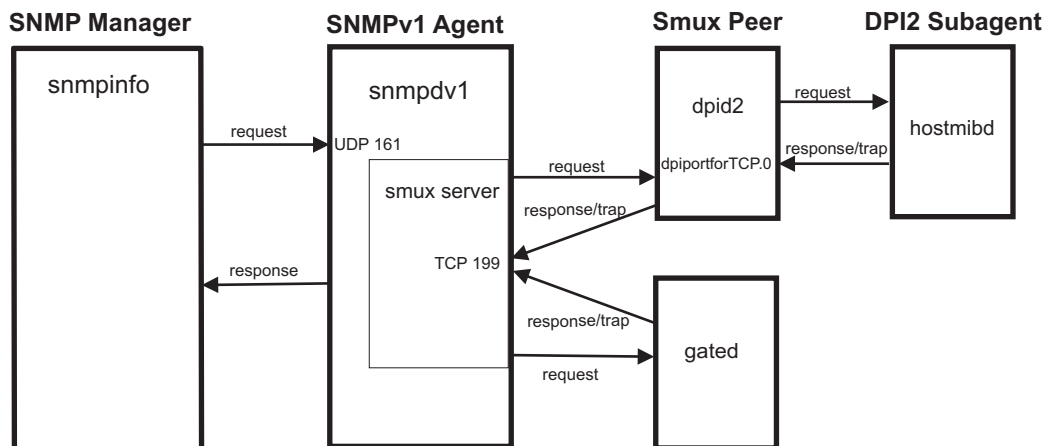 SNMP Manager
SNMPv1 Agent
Smux Peer
DPI2 Subagent
snmpinfo
snmpdv1
dpid2
hostmibd
request
UDP 161
smux server
request
dpiportforTCP.0
request
response/trap
response/trap
TCP 199
response
response/trap
gated
request